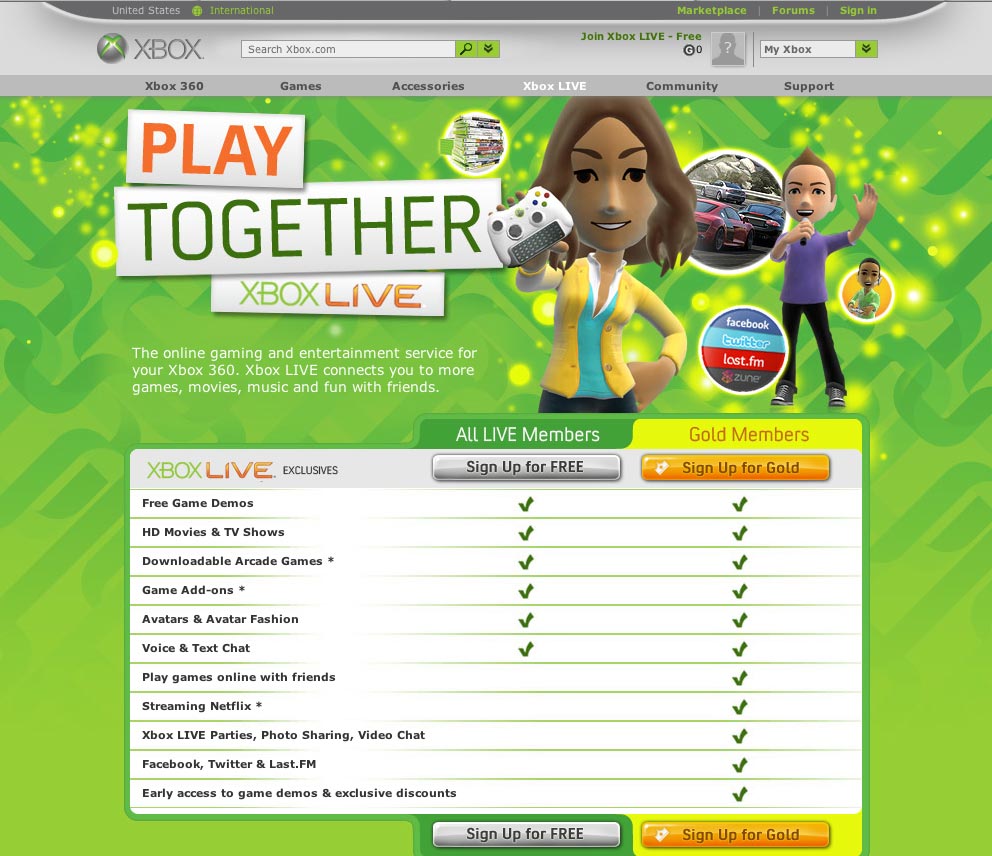 United States International
Marketplace | Forums | Sign in
XBOX
Search Xbox.com
Join Xbox LIVE - Free
G 0
?
My Xbox
Xbox 360 Games Accessories Xbox LIVE Community Support
PLAY
TOGETHER
XBOX LIVE
facebook
twitter
last.fm
zune
The online gaming and entertainment service for
your Xbox 360. Xbox LIVE connects you to more
games, movies, music and fun with friends.
All LIVE Members Gold Members
XBOX LIVE EXCLUSIVES Sign Up for FREE Sign Up for Gold
Free Game Demos
HD Movies & TV Shows
Downloadable Arcade Games *
Game Add-ons *
Avatars & Avatar Fashion
Voice & Text Chat
Play games online with friends
Streaming Netflix *
Xbox LIVE Parties, Photo Sharing, Video Chat
Facebook, Twitter & Last.FM
Early access to game demos & exclusive discounts
Sign Up for FREE Sign Up for Gold